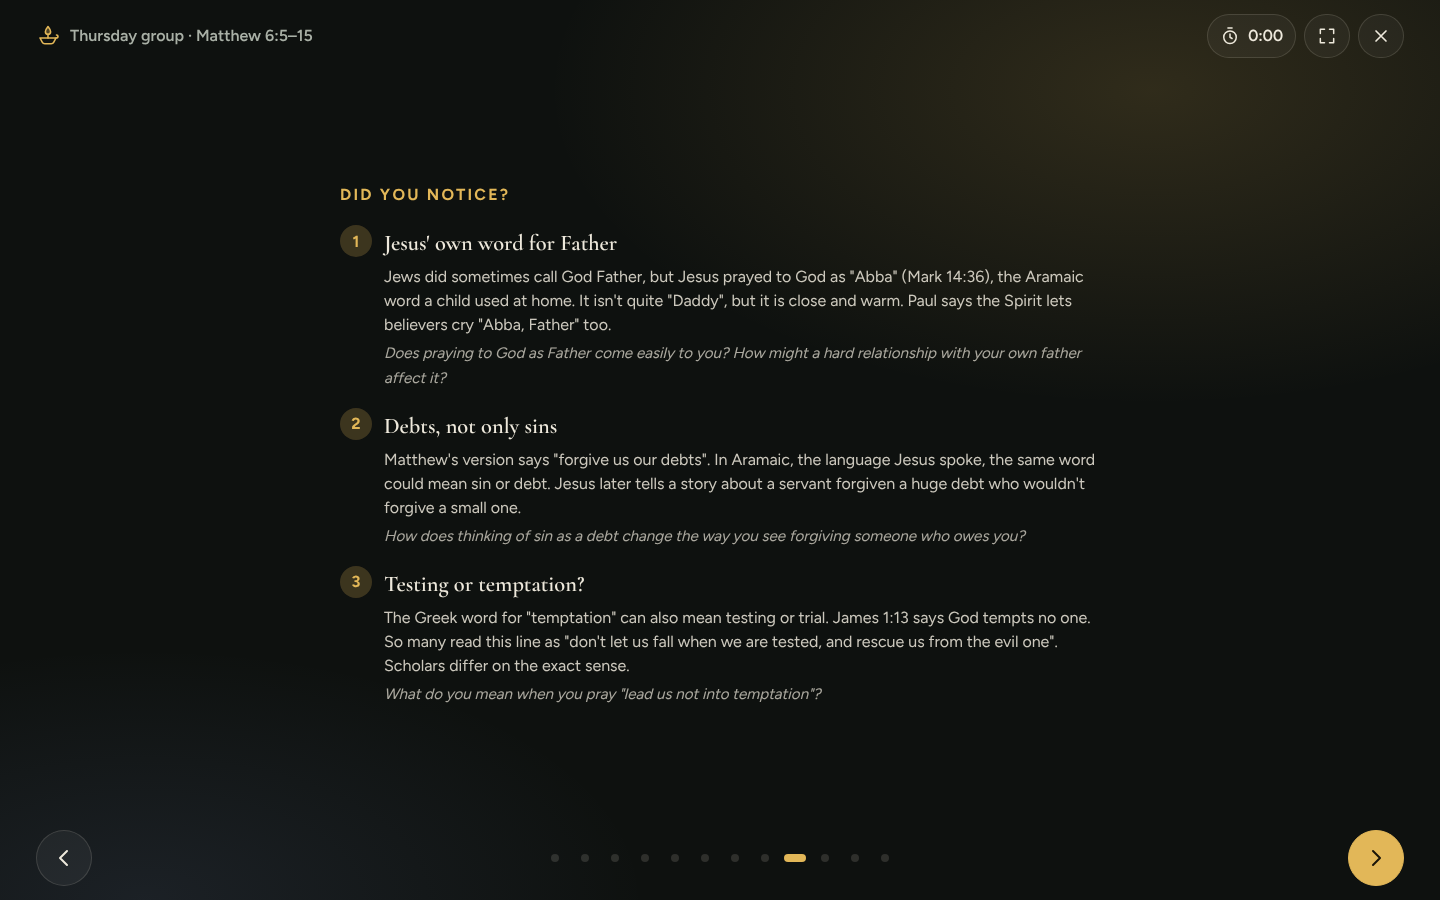 Thursday group · Matthew 6:5–15
0:00
DID YOU NOTICE?
1
Jesus' own word for Father
Jews did sometimes call God Father, but Jesus prayed to God as "Abba" (Mark 14:36), the Aramaic
word a child used at home. It isn't quite "Daddy", but it is close and warm. Paul says the Spirit lets
believers cry "Abba, Father" too.
Does praying to God as Father come easily to you? How might a hard relationship with your own father
affect it?
2
Debts, not only sins
Matthew's version says "forgive us our debts". In Aramaic, the language Jesus spoke, the same word
could mean sin or debt. Jesus later tells a story about a servant forgiven a huge debt who wouldn't
forgive a small one.
How does thinking of sin as a debt change the way you see forgiving someone who owes you?
3
Testing or temptation?
The Greek word for "temptation" can also mean testing or trial. James 1:13 says God tempts no one.
So many read this line as "don't let us fall when we are tested, and rescue us from the evil one".
Scholars differ on the exact sense.
What do you mean when you pray "lead us not into temptation"?